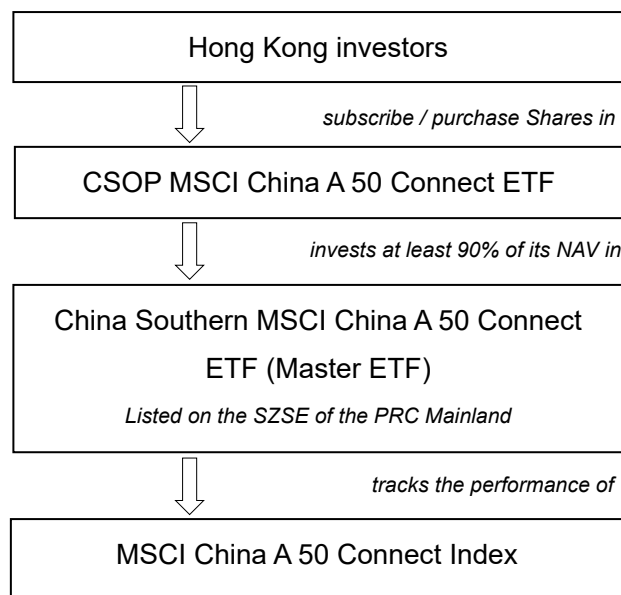 Hong Kong investors
subscribe / purchase Shares in
CSOP MSCI China A 50 Connect ETF
invests at least 90% of its NAV in
China Southern MSCI China A 50 Connect
ETF (Master ETF)
Listed on the SZSE of the PRC Mainland
tracks the performance of
MSCI China A 50 Connect Index